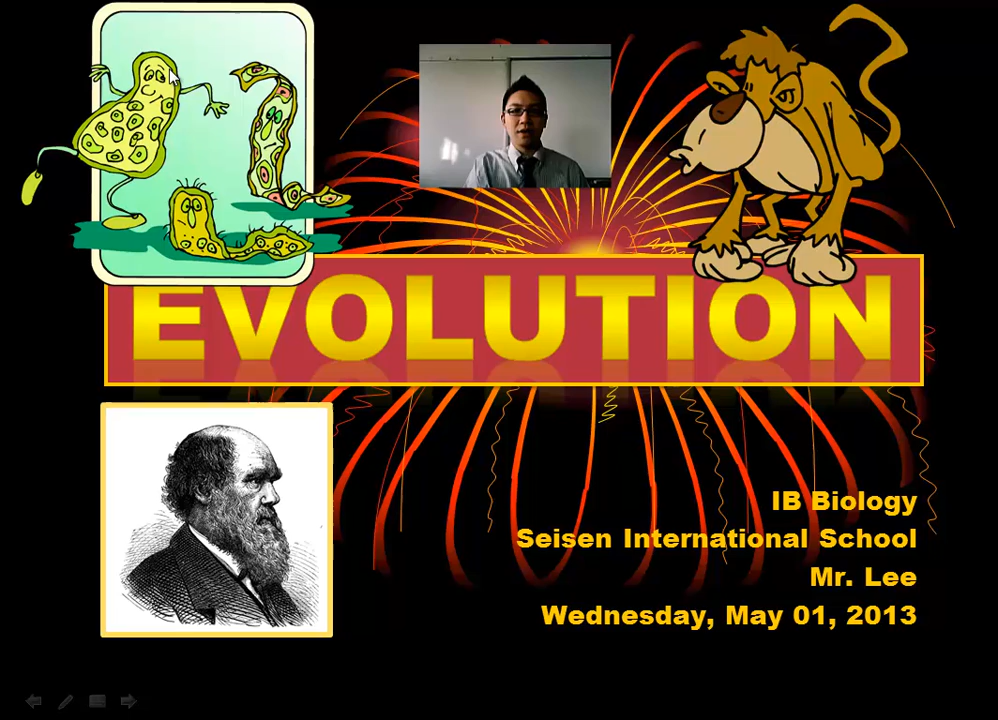 EVOLUTION
IB Biology
Seisen International School
Mr. Lee
Wednesday, May 01, 2013